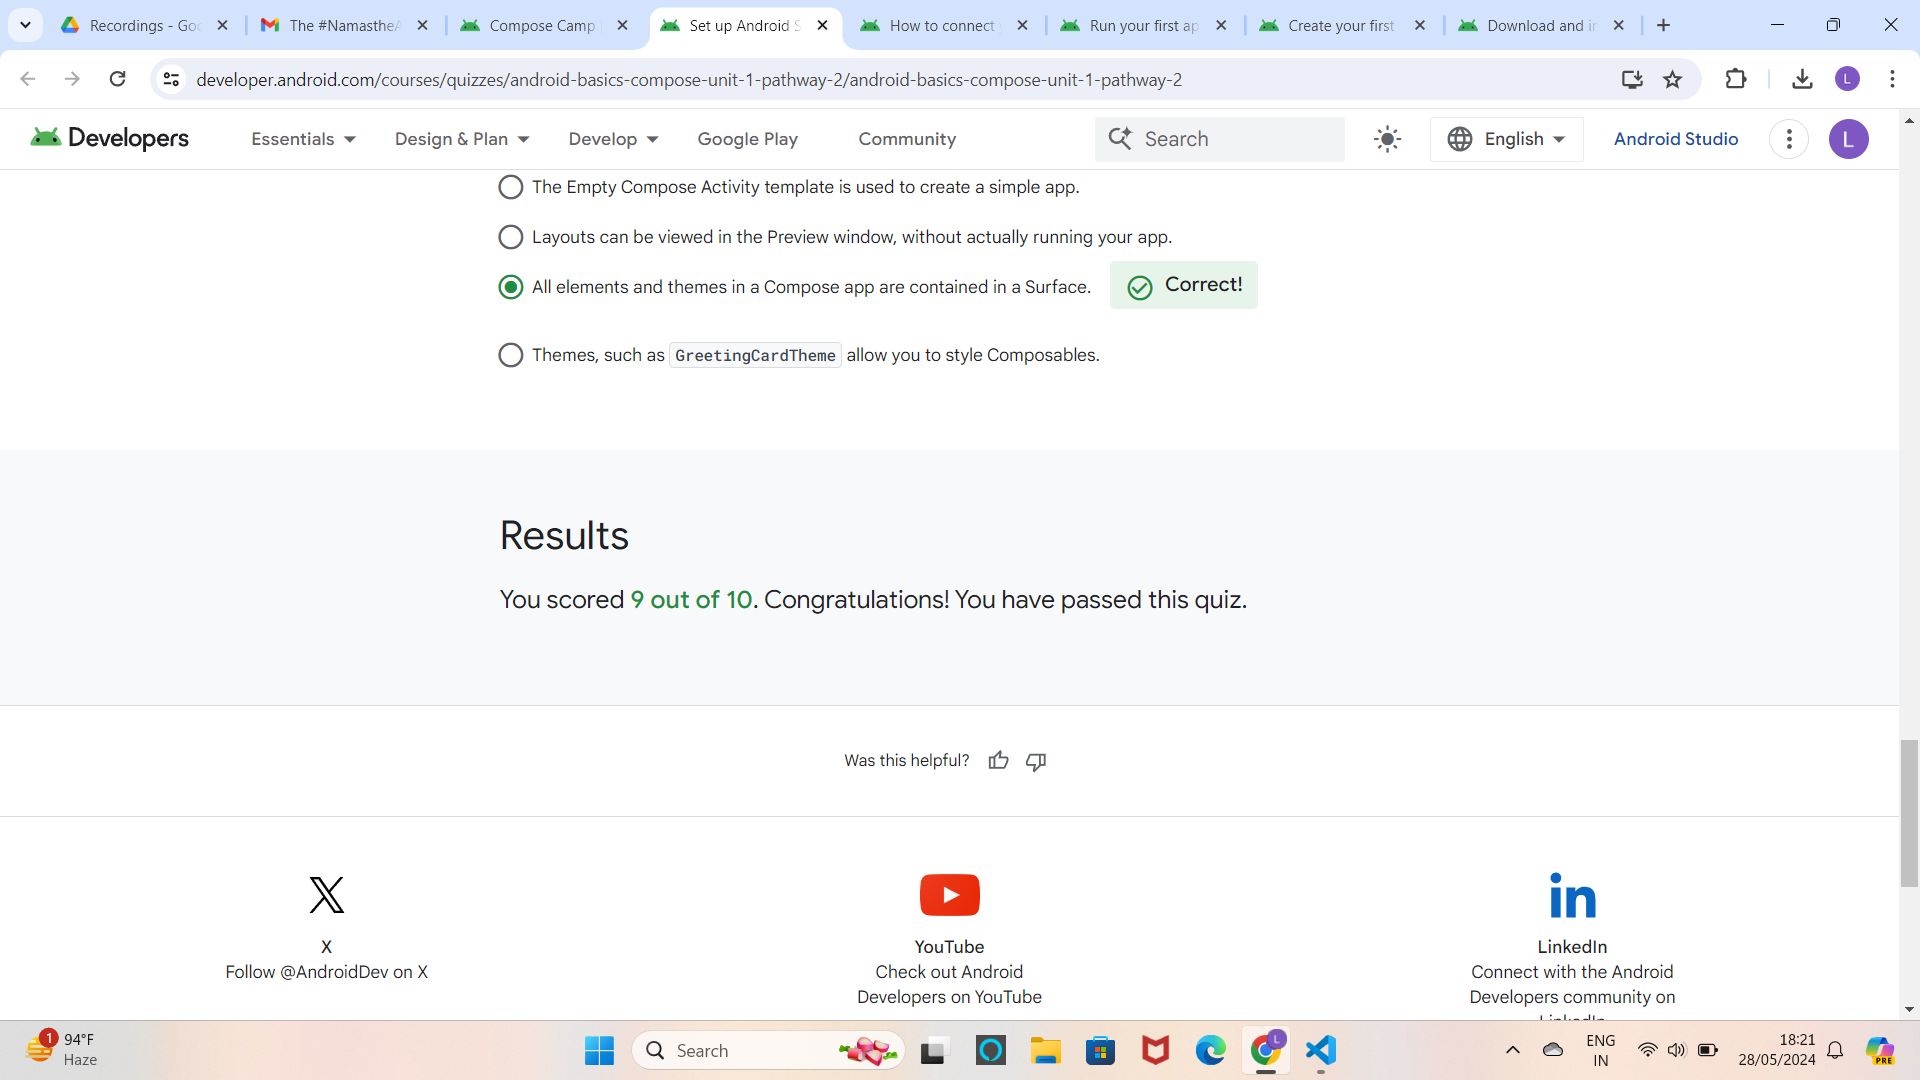 Recordings - Goo
The #NamastheA
Compose Camp
Set up Android S
How to connect
Run your first ap
Create your first
Download and in
developer.android.com/courses/quizzes/android-basics-compose-unit-1-pathway-2/android-basics-compose-unit-1-pathway-2
L
Developers
Essentials
Design & Plan
Develop
Google Play
Community
Search
English
Android Studio
L
The Empty Compose Activity template is used to create a simple app.
Layouts can be viewed in the Preview window, without actually running your app.
All elements and themes in a Compose app are contained in a Surface. Correct!
Themes, such as GreetingCardTheme allow you to style Composables.
Results
You scored 9 out of 10. Congratulations! You have passed this quiz.
Was this helpful?
X
Follow @AndroidDev on X
YouTube
Check out Android
Developers on YouTube
in
LinkedIn
Connect with the Android
Developers community on
LinkedIn
1
94°F
Haze
Search
L
ENG
IN
18:21
28/05/2024
PRE